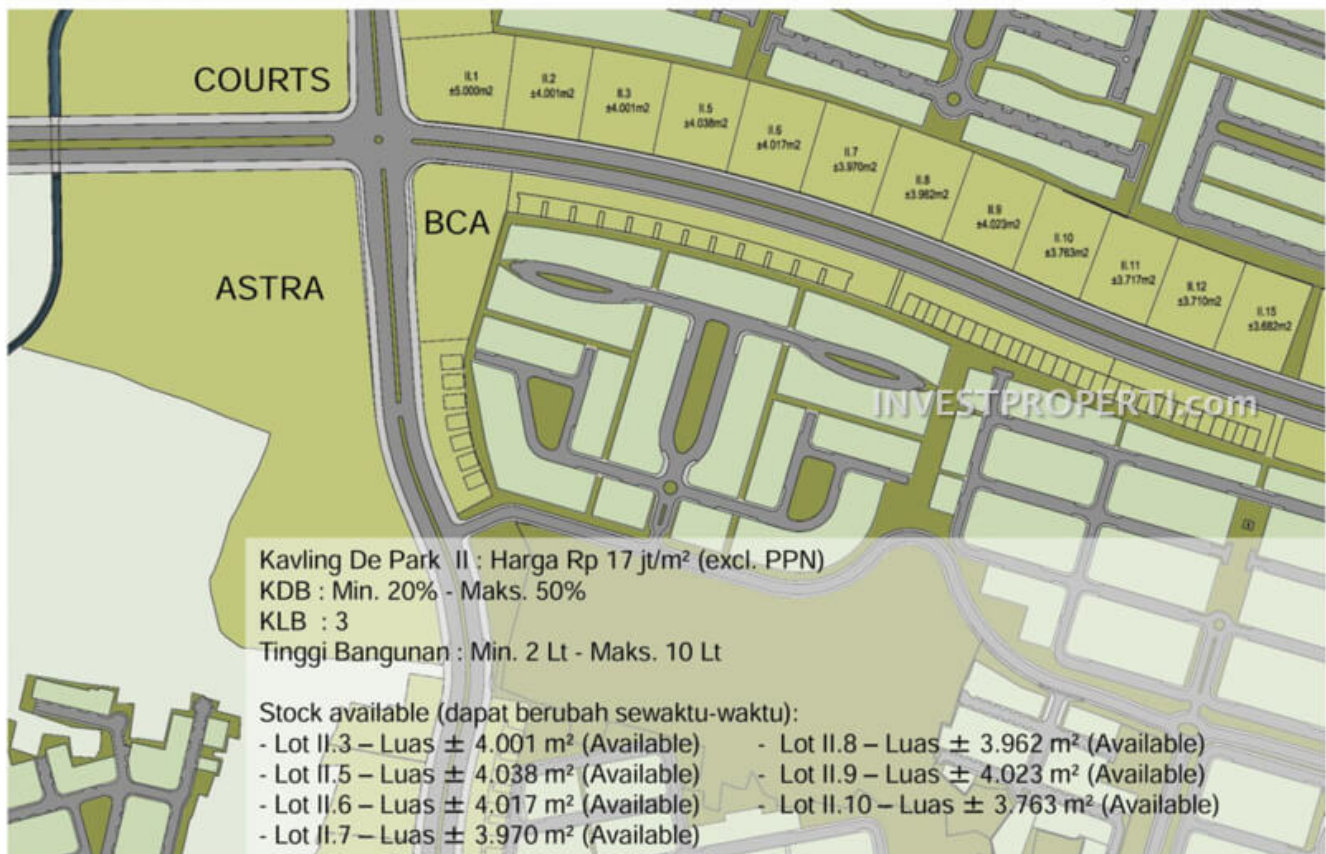 COURTS
II.1
±5.000m2
II.2
±4.001m2
II.3
±4.001m2
II.5
±4.038m2
II.6
±4.017m2
II.7
±3.970m2
II.8
±3.962m2
II.9
±4.023m2
II.10
±3.763m2
II.11
±3.717m2
II.12
±3.710m2
II.15
±3.682m2
BCA
ASTRA
INVESTPROPERTI.com
Kavling De Park II : Harga Rp 17 jt/m² (excl. PPN)
KDB : Min. 20% - Maks. 50%
KLB : 3
Tinggi Bangunan : Min. 2 Lt - Maks. 10 Lt
Stock available (dapat berubah sewaktu-waktu):
- Lot II.3 – Luas ± 4.001 m² (Available)
- Lot II.5 – Luas ± 4.038 m² (Available)
- Lot II.6 – Luas ± 4.017 m² (Available)
- Lot II.7 – Luas ± 3.970 m² (Available)
- Lot II.8 – Luas ± 3.962 m² (Available)
- Lot II.9 – Luas ± 4.023 m² (Available)
- Lot II.10 – Luas ± 3.763 m² (Available)